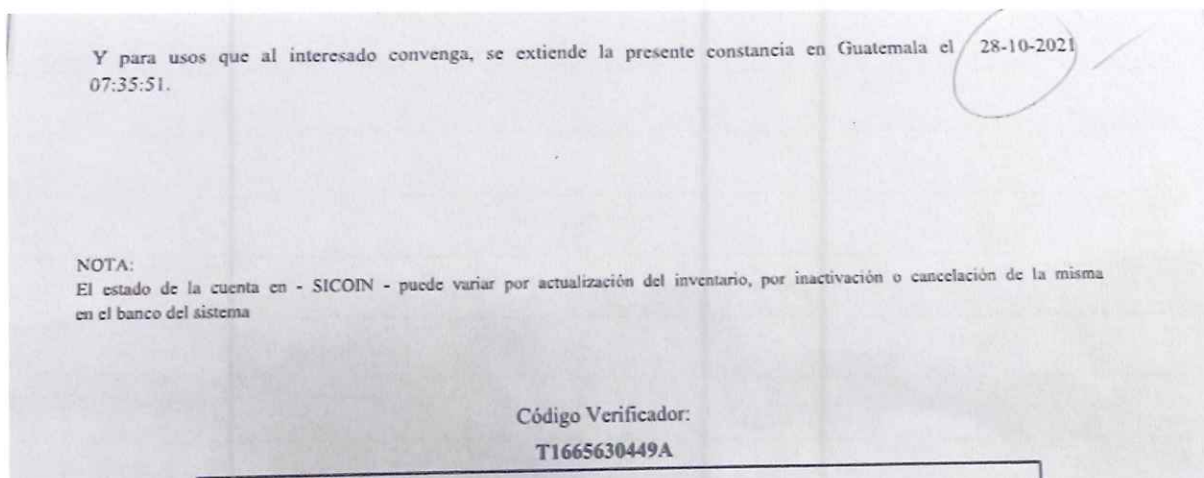 Y para usos que al interesado convenga, se extiende la presente constancia en Guatemala el 28-10-2021
07:35:51.
NOTA:
El estado de la cuenta en - SICOIN - puede variar por actualización del inventario, por inactivación o cancelación de la misma
en el banco del sistema
Código Verificador:
T1665630449A